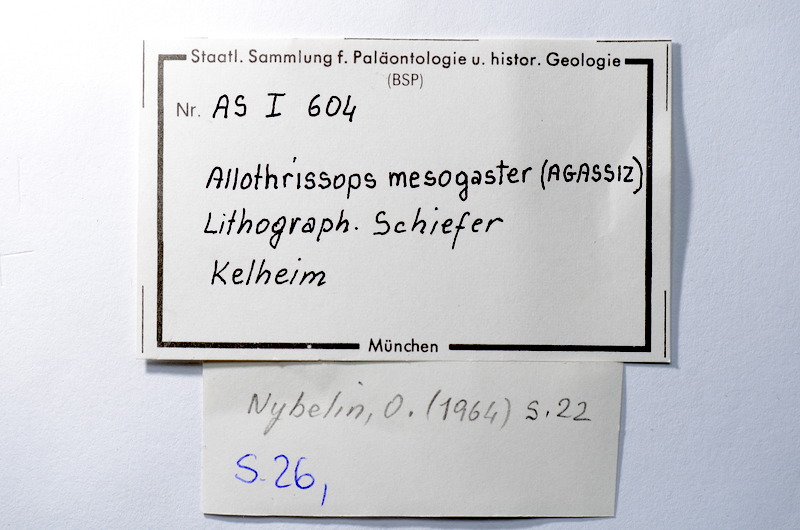 Staatl. Sammlung f. Paläontologie u. histor. Geologie
(BSP)
Nr. AS I 604
Allothrissops mesogaster (AGASSIZ)
Lithograph. Schiefer
Kelheim
München
Nybelin, O. (1964) S. 22
S. 26,